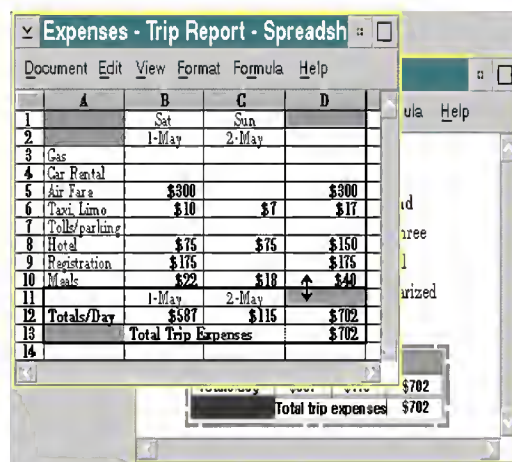 Expenses - Trip Report - Spreadsh
Document Edit View Format Formula Help
A B C D
1 Sat Sun
2 1-May 2-May
3 Gas
4 Car Rental
5 Air Fare $300 $300
6 Taxi, Limo $10 $7 $17
7 Tolls/parking
8 Hotel $75 $75 $150
9 Registration $175 $175
10 Meals $22 $18 $40
11 1-May 2-May
12 Totals/Day $587 $115 $702
13 Total Trip Expenses $702
14
ula Help
arized
$702
Total trip expenses $702